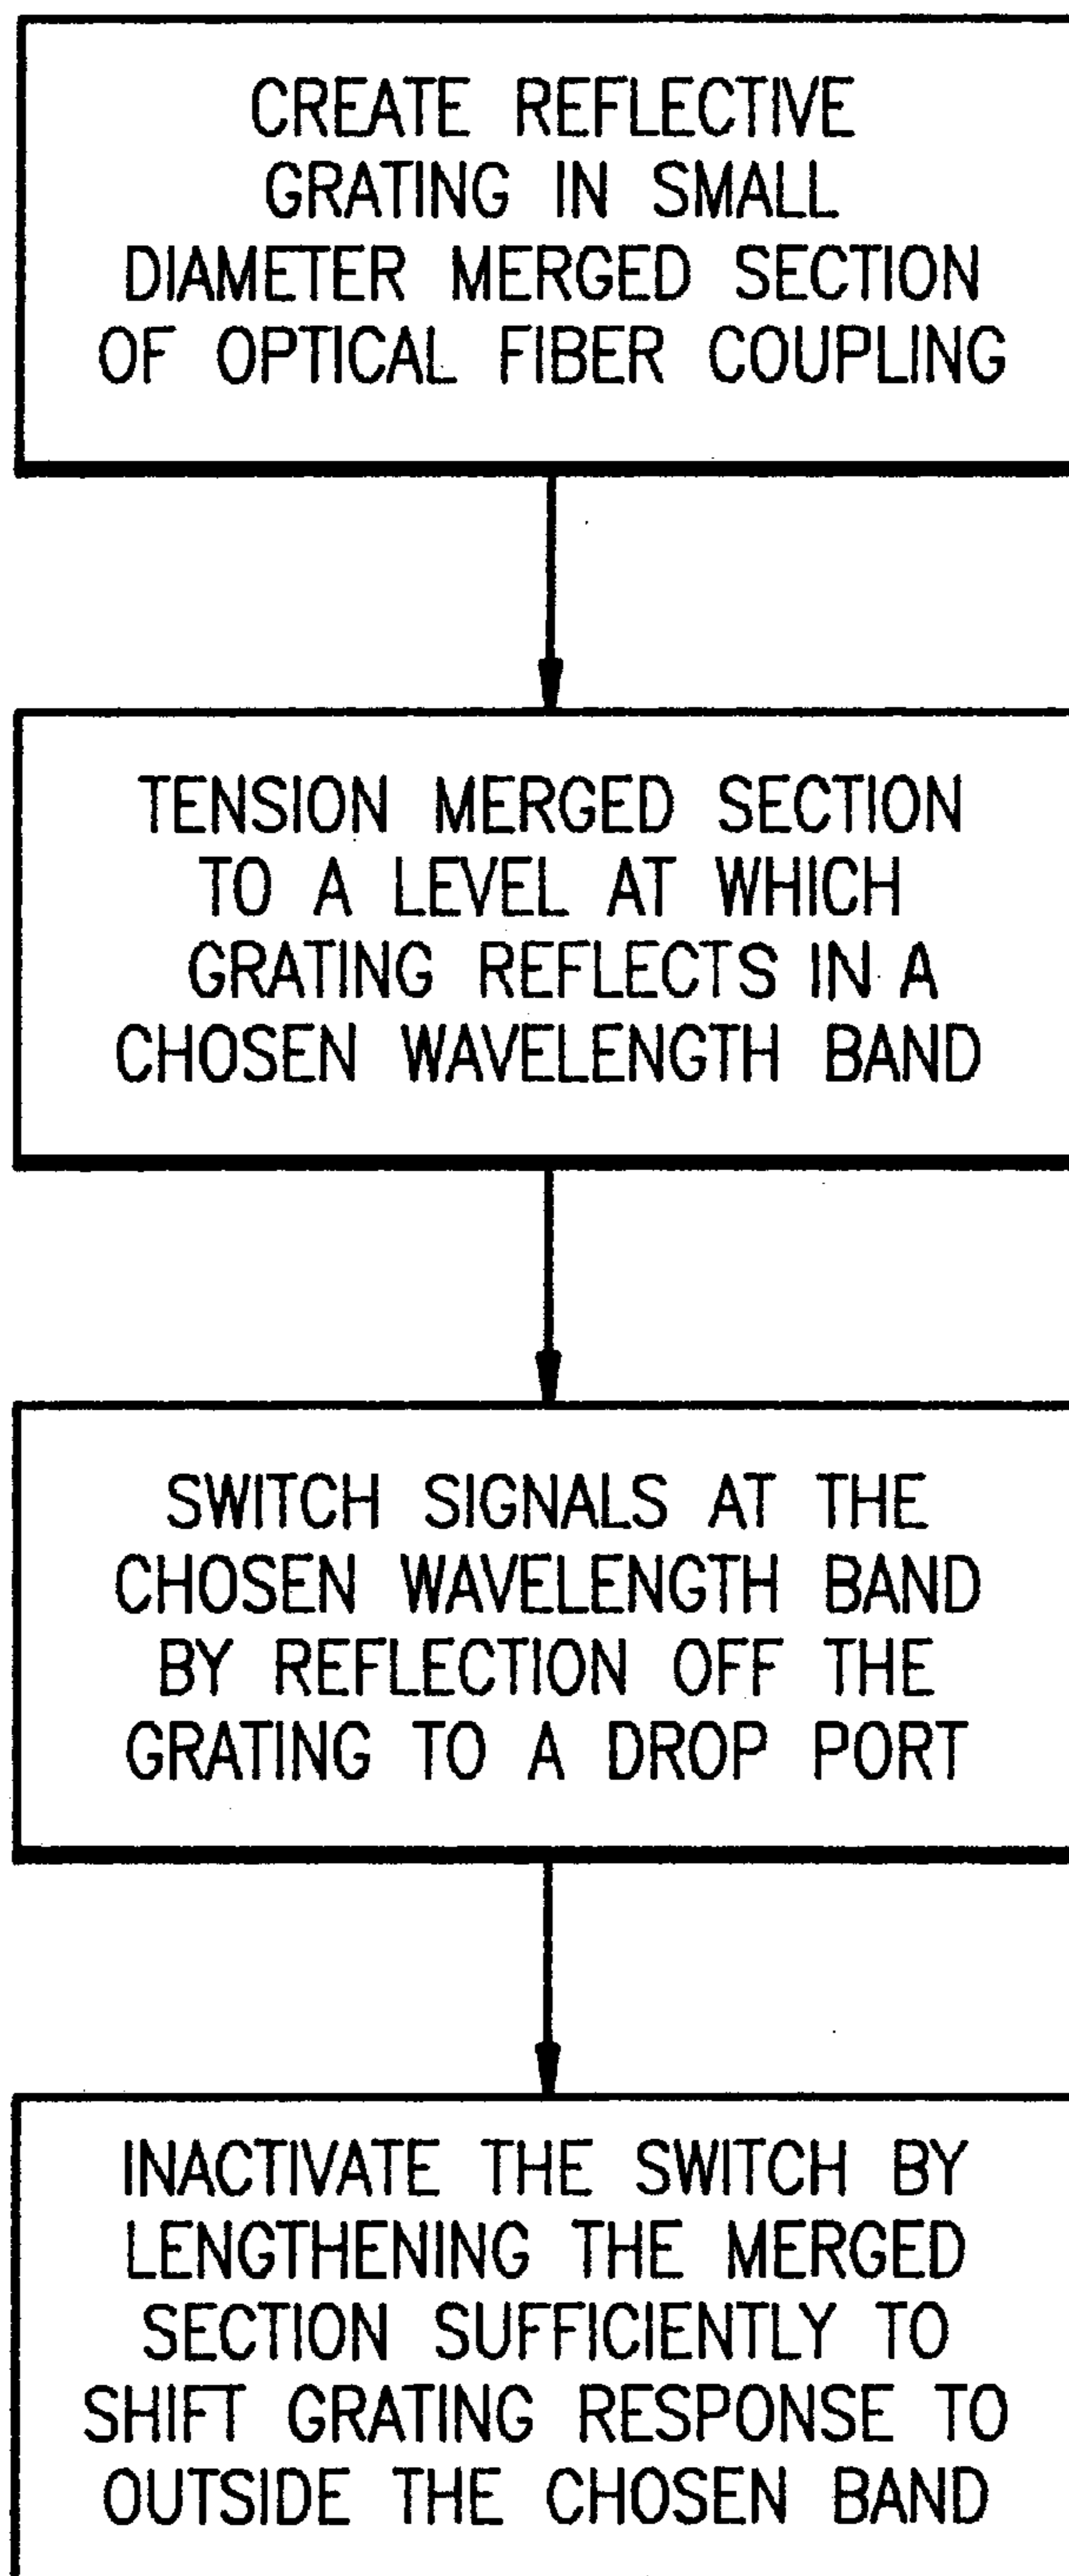 CREATE REFLECTIVE
GRATING IN SMALL
DIAMETER MERGED SECTION
OF OPTICAL FIBER COUPLING
TENSION MERGED SECTION
TO A LEVEL AT WHICH
GRATING REFLECTS IN A
CHOSEN WAVELENGTH BAND
SWITCH SIGNALS AT THE
CHOSEN WAVELENGTH BAND
BY REFLECTION OFF THE
GRATING TO A DROP PORT
INACTIVATE THE SWITCH BY
LENGTHENING THE MERGED
SECTION SUFFICIENTLY TO
SHIFT GRATING RESPONSE TO
OUTSIDE THE CHOSEN BAND